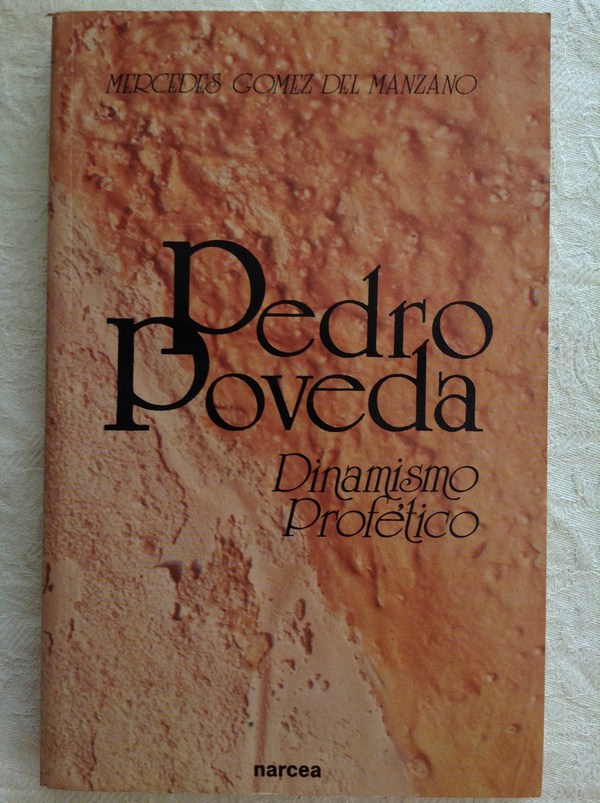 MERCEDES GOMEZ DEL MANZANO
Pedro
Poveda
Dinamismo
Profético
narcea